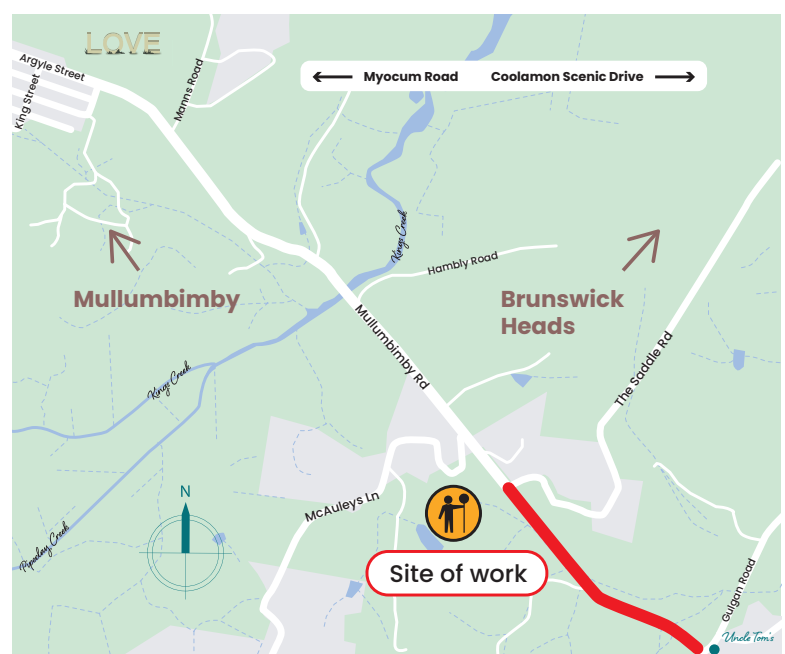 LOVE
Argyle Street
King Street
Manns Road
Myocum Road
Coolamon Scenic Drive
Kings Creek
Hambly Road
Mullumbimby
Brunswick
Heads
Mullumbimby Rd
The Saddle Rd
Kings Creek
N
McAuleys Ln
Pipeclay Creek
Site of work
Gulgan Road
Uncle Tom's